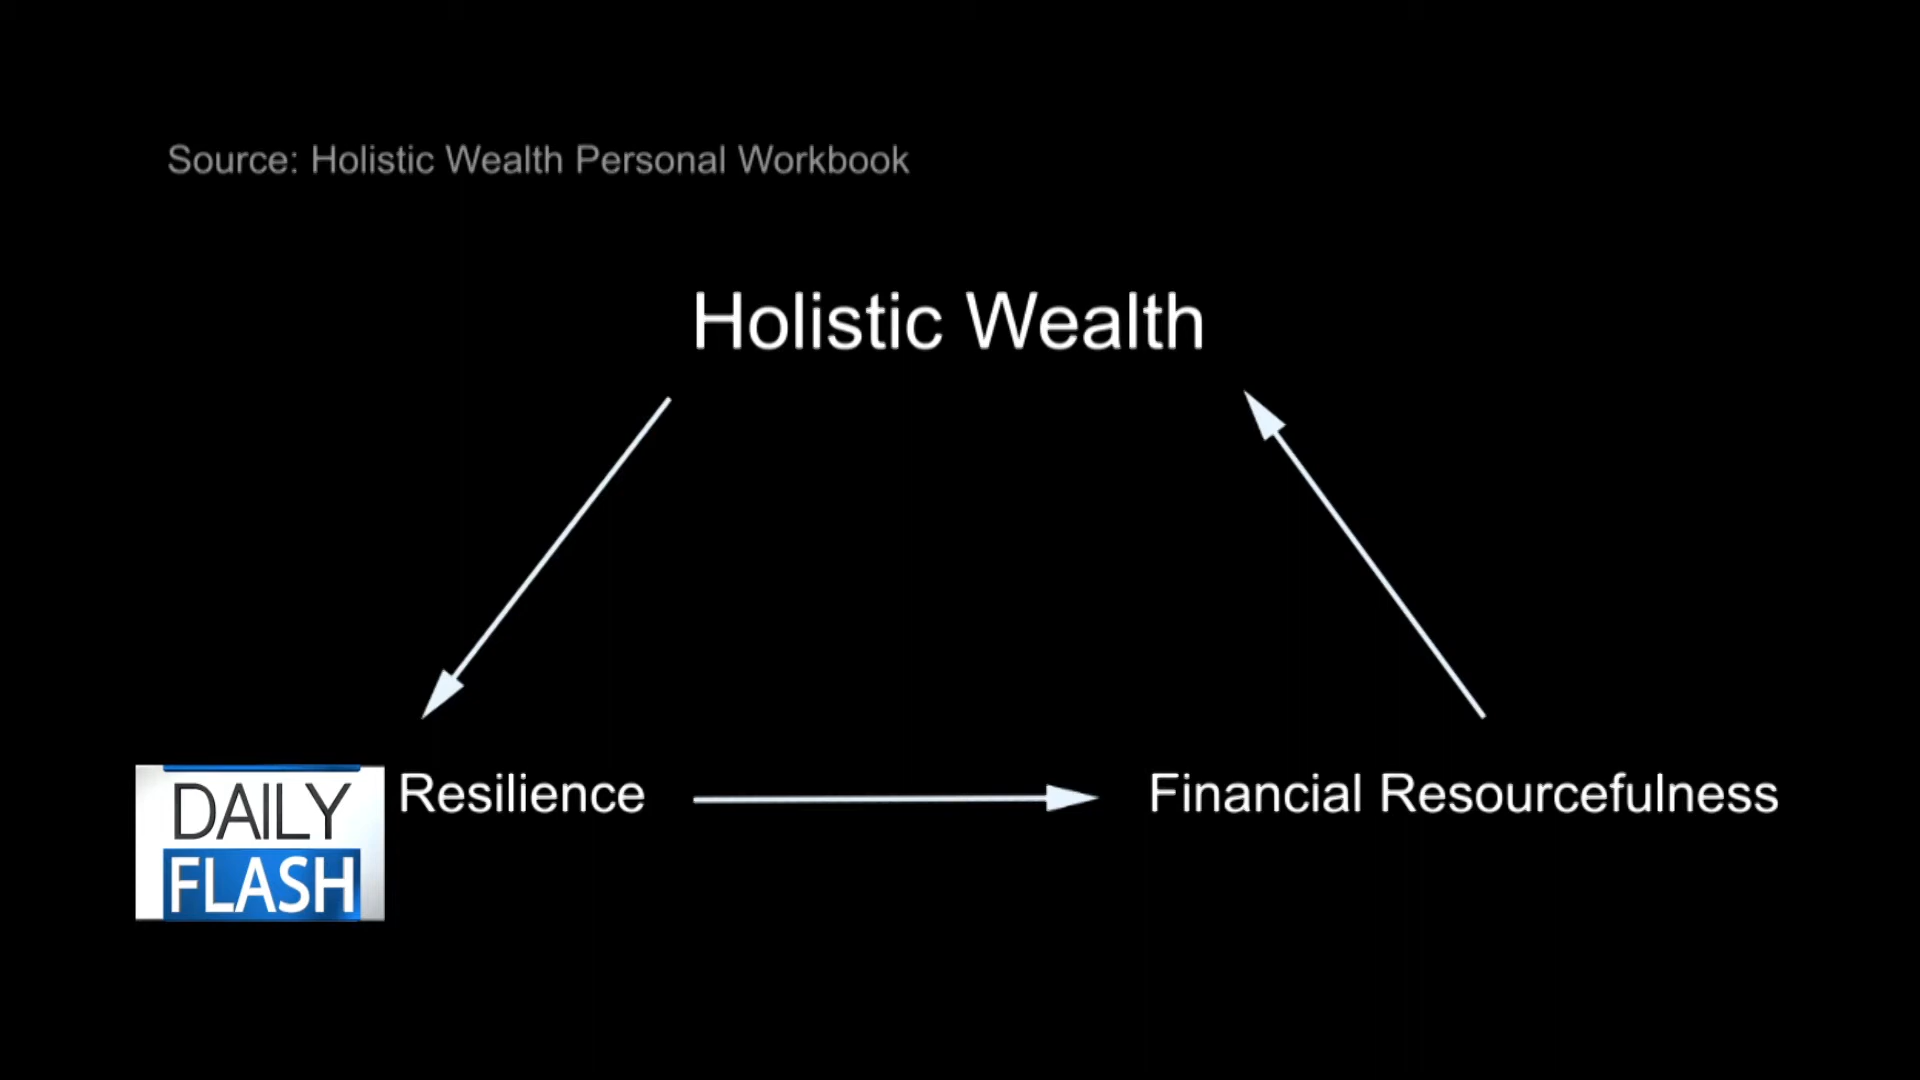 Source: Holistic Wealth Personal Workbook
Holistic Wealth
Resilience
Financial Resourcefulness
DAILY
FLASH